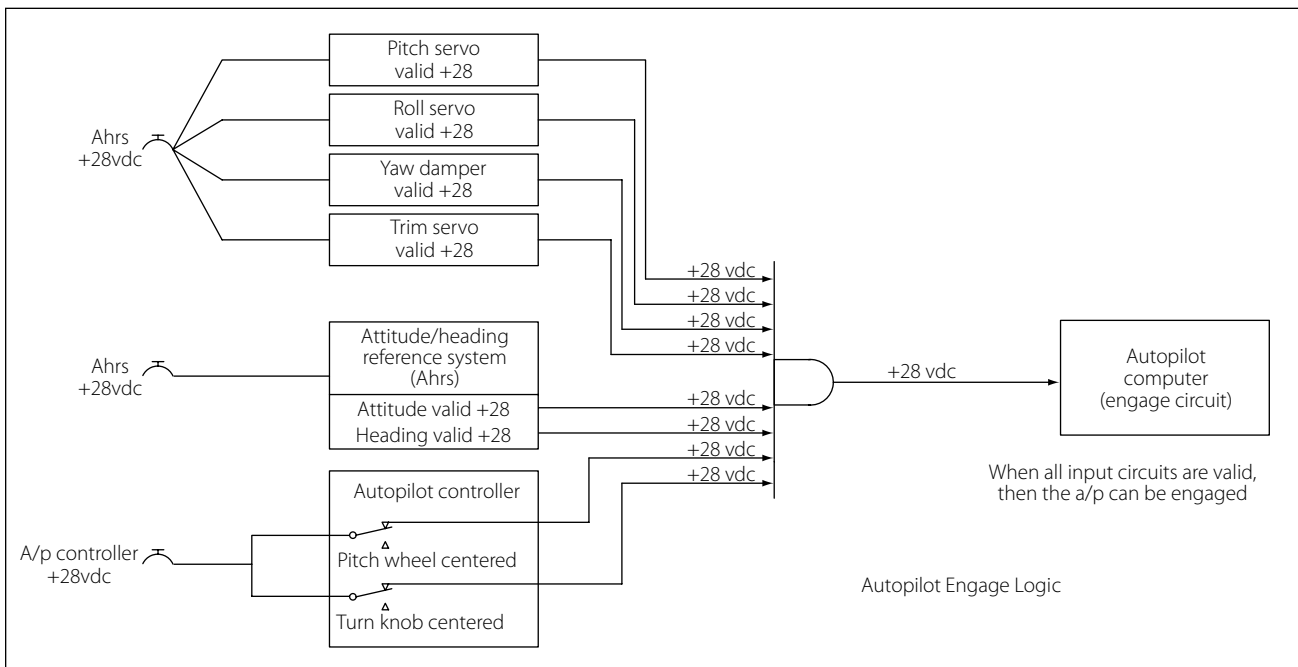 Pitch servo
valid +28
Roll servo
valid +28
Ahrs
+28vdc
Yaw damper
valid +28
Trim servo
valid +28
+28 vdc
+28 vdc
+28 vdc
+28 vdc
Ahrs
+28vdc
Attitude/heading
reference system
(Ahrs)
Attitude valid +28
Heading valid +28
+28 vdc
+28 vdc
+28 vdc
+28 vdc
+28 vdc
Autopilot
computer
(engage circuit)
When all input circuits are valid,
then the a/p can be engaged
A/p controller
+28vdc
Autopilot controller
Pitch wheel centered
Turn knob centered
Autopilot Engage Logic